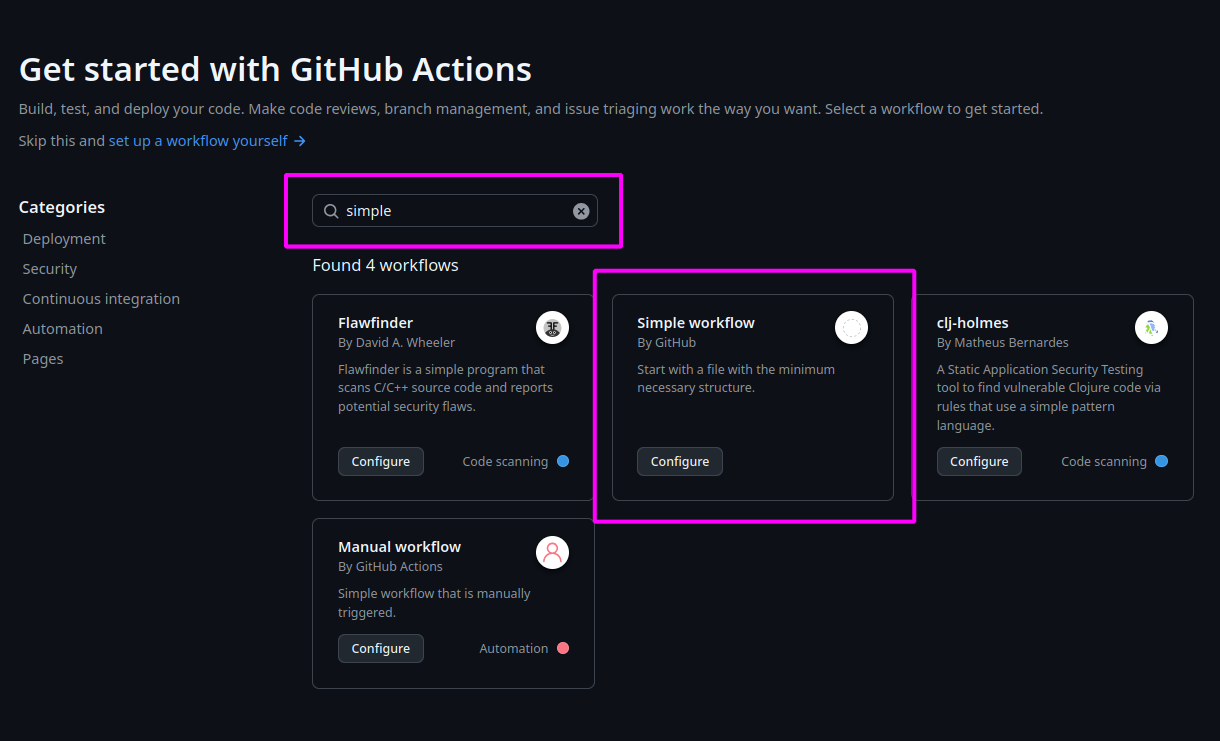 Get started with GitHub Actions
Build, test, and deploy your code. Make code reviews, branch management, and issue triaging work the way you want. Select a workflow to get started.
Skip this and set up a workflow yourself →
Categories
Deployment
Security
Continuous integration
Automation
Pages
simple
Found 4 workflows
Flawfinder
By David A. Wheeler
Flawfinder is a simple program that
scans C/C++ source code and reports
potential security flaws.
Configure
Code scanning
Simple workflow
By GitHub
Start with a file with the minimum
necessary structure.
Configure
clj-holmes
By Matheus Bernardes
A Static Application Security Testing
tool to find vulnerable Clojure code via
rules that use a simple pattern
language.
Configure
Code scanning
Manual workflow
By GitHub Actions
Simple workflow that is manually
triggered.
Configure
Automation